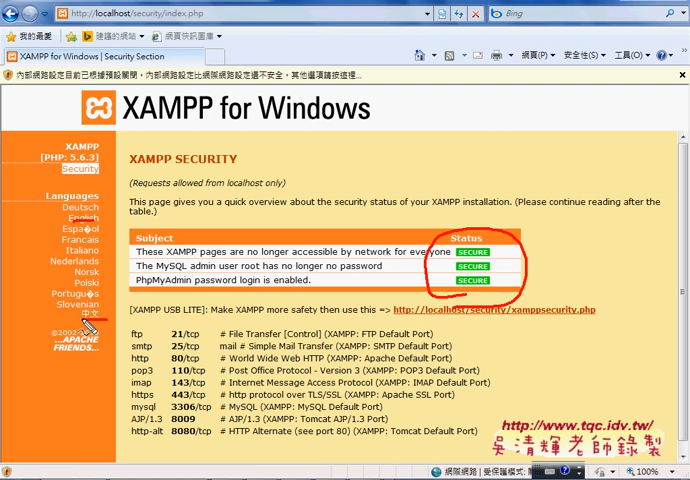 http://localhost/security/index.php
Bing
我的最愛
建議的網站
網頁快訊圖庫
XAMPP for Windows | Security Section
網頁(P)
安全性(S)
工具(O)
內部網路設定目前已根據預設關閉。內部網路設定比網際網路設定還不安全。其他選項請按這裡...
XAMPP for Windows
XAMPP
[PHP: 5.6.3]
Security
Languages
Deutsch
English
Espa�ol
Francais
Italiano
Nederlands
Norsk
Polski
Portugu�s
Slovenian
中文
©2002-
...APACHE
FRIENDS...
XAMPP SECURITY
(Requests allowed from localhost only)
This page gives you a quick overview about the security status of your XAMPP installation. (Please continue reading after the
table.)
Subject Status
These XAMPP pages are no longer accessible by network for everyone SECURE
The MySQL admin user root has no longer no password SECURE
PhpMyAdmin password login is enabled. SECURE
[XAMPP USB LITE]: Make XAMPP more safety then use this => http://localhost/security/xamppsecurity.php
ftp 21/tcp # File Transfer [Control] (XAMPP: FTP Default Port)
smtp 25/tcp mail # Simple Mail Transfer (XAMPP: SMTP Default Port)
http 80/tcp # World Wide Web HTTP (XAMPP: Apache Default Port)
pop3 110/tcp # Post Office Protocol - Version 3 (XAMPP: POP3 Default Port)
imap 143/tcp # Internet Message Access Protocol (XAMPP: IMAP Default Port)
https 443/tcp # http protocol over TLS/SSL (XAMPP: Apache SSL Port)
mysql 3306/tcp # MySQL (XAMPP: MySQL Default Port)
AJP/1.3 8009 # AJP/1.3 (XAMPP: Tomcat AJP/1.3 Port)
http-alt 8080/tcp # HTTP Alternate (see port 80) (XAMPP: Tomcat Default Port)
http://www.tqc.idv.tw/
吳清輝老師錄製
網際網路 | 受保護模式:
100%